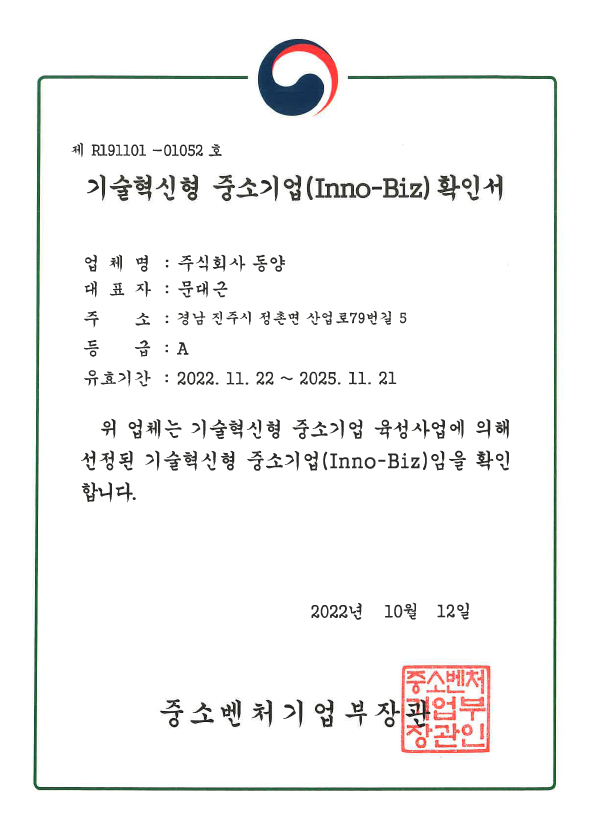 제 R191101 -01052 호
기술혁신형 중소기업(Inno-Biz) 확인서
업 체 명 : 주식회사 동양
대 표 자 : 문대근
주 소 : 경남 진주시 정촌면 산업로79번길 5
등 급 : A
유효기간 : 2022. 11. 22 ~ 2025. 11. 21
위 업체는 기술혁신형 중소기업 육성사업에 의해
선정된 기술혁신형 중소기업(Inno-Biz)임을 확인
합니다.
2022년 10월 12일
중소벤처기업부장관
중소벤처
기업부
장관인